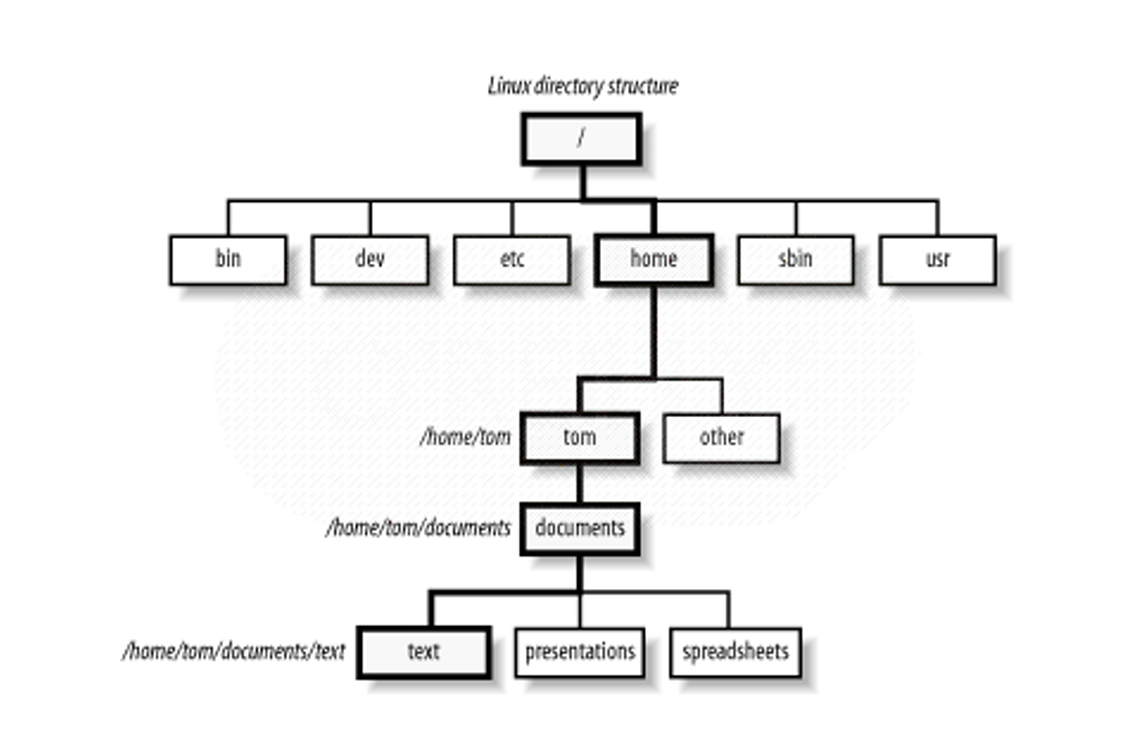 Linux directory structure
/
bin
dev
etc
home
sbin
usr
/home/tom
tom
other
/home/tom/documents
documents
/home/tom/documents/text
text
presentations
spreadsheets